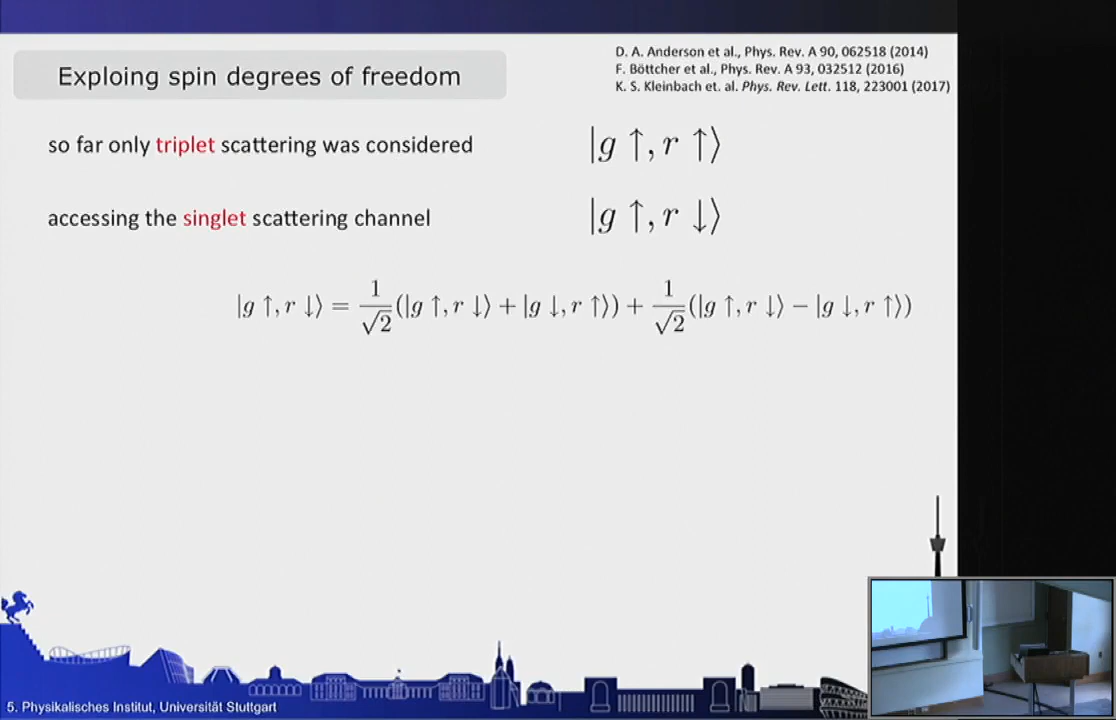 D. A. Anderson et al., Phys. Rev. A 90, 062518 (2014)
F. Böttcher et al., Phys. Rev. A 93, 032512 (2016)
K. S. Kleinbach et. al. Phys. Rev. Lett. 118, 223001 (2017)
Exploing spin degrees of freedom
so far only triplet scattering was considered |g ↑, r ↑⟩
accessing the singlet scattering channel |g ↑, r ↓⟩
|g ↑, r ↓⟩ = 1/√2 (|g ↑, r ↓⟩ + |g ↓, r ↑⟩) + 1/√2 (|g ↑, r ↓⟩ − |g ↓, r ↑⟩)
5. Physikalisches Institut, Universität Stuttgart